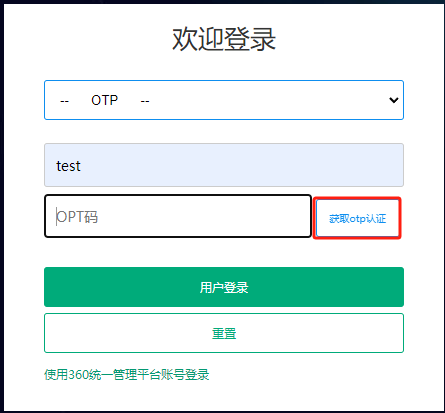 欢迎登录
-- OTP --
test
OPT码
获取otp认证
用户登录
重置
使用360统一管理平台账号登录